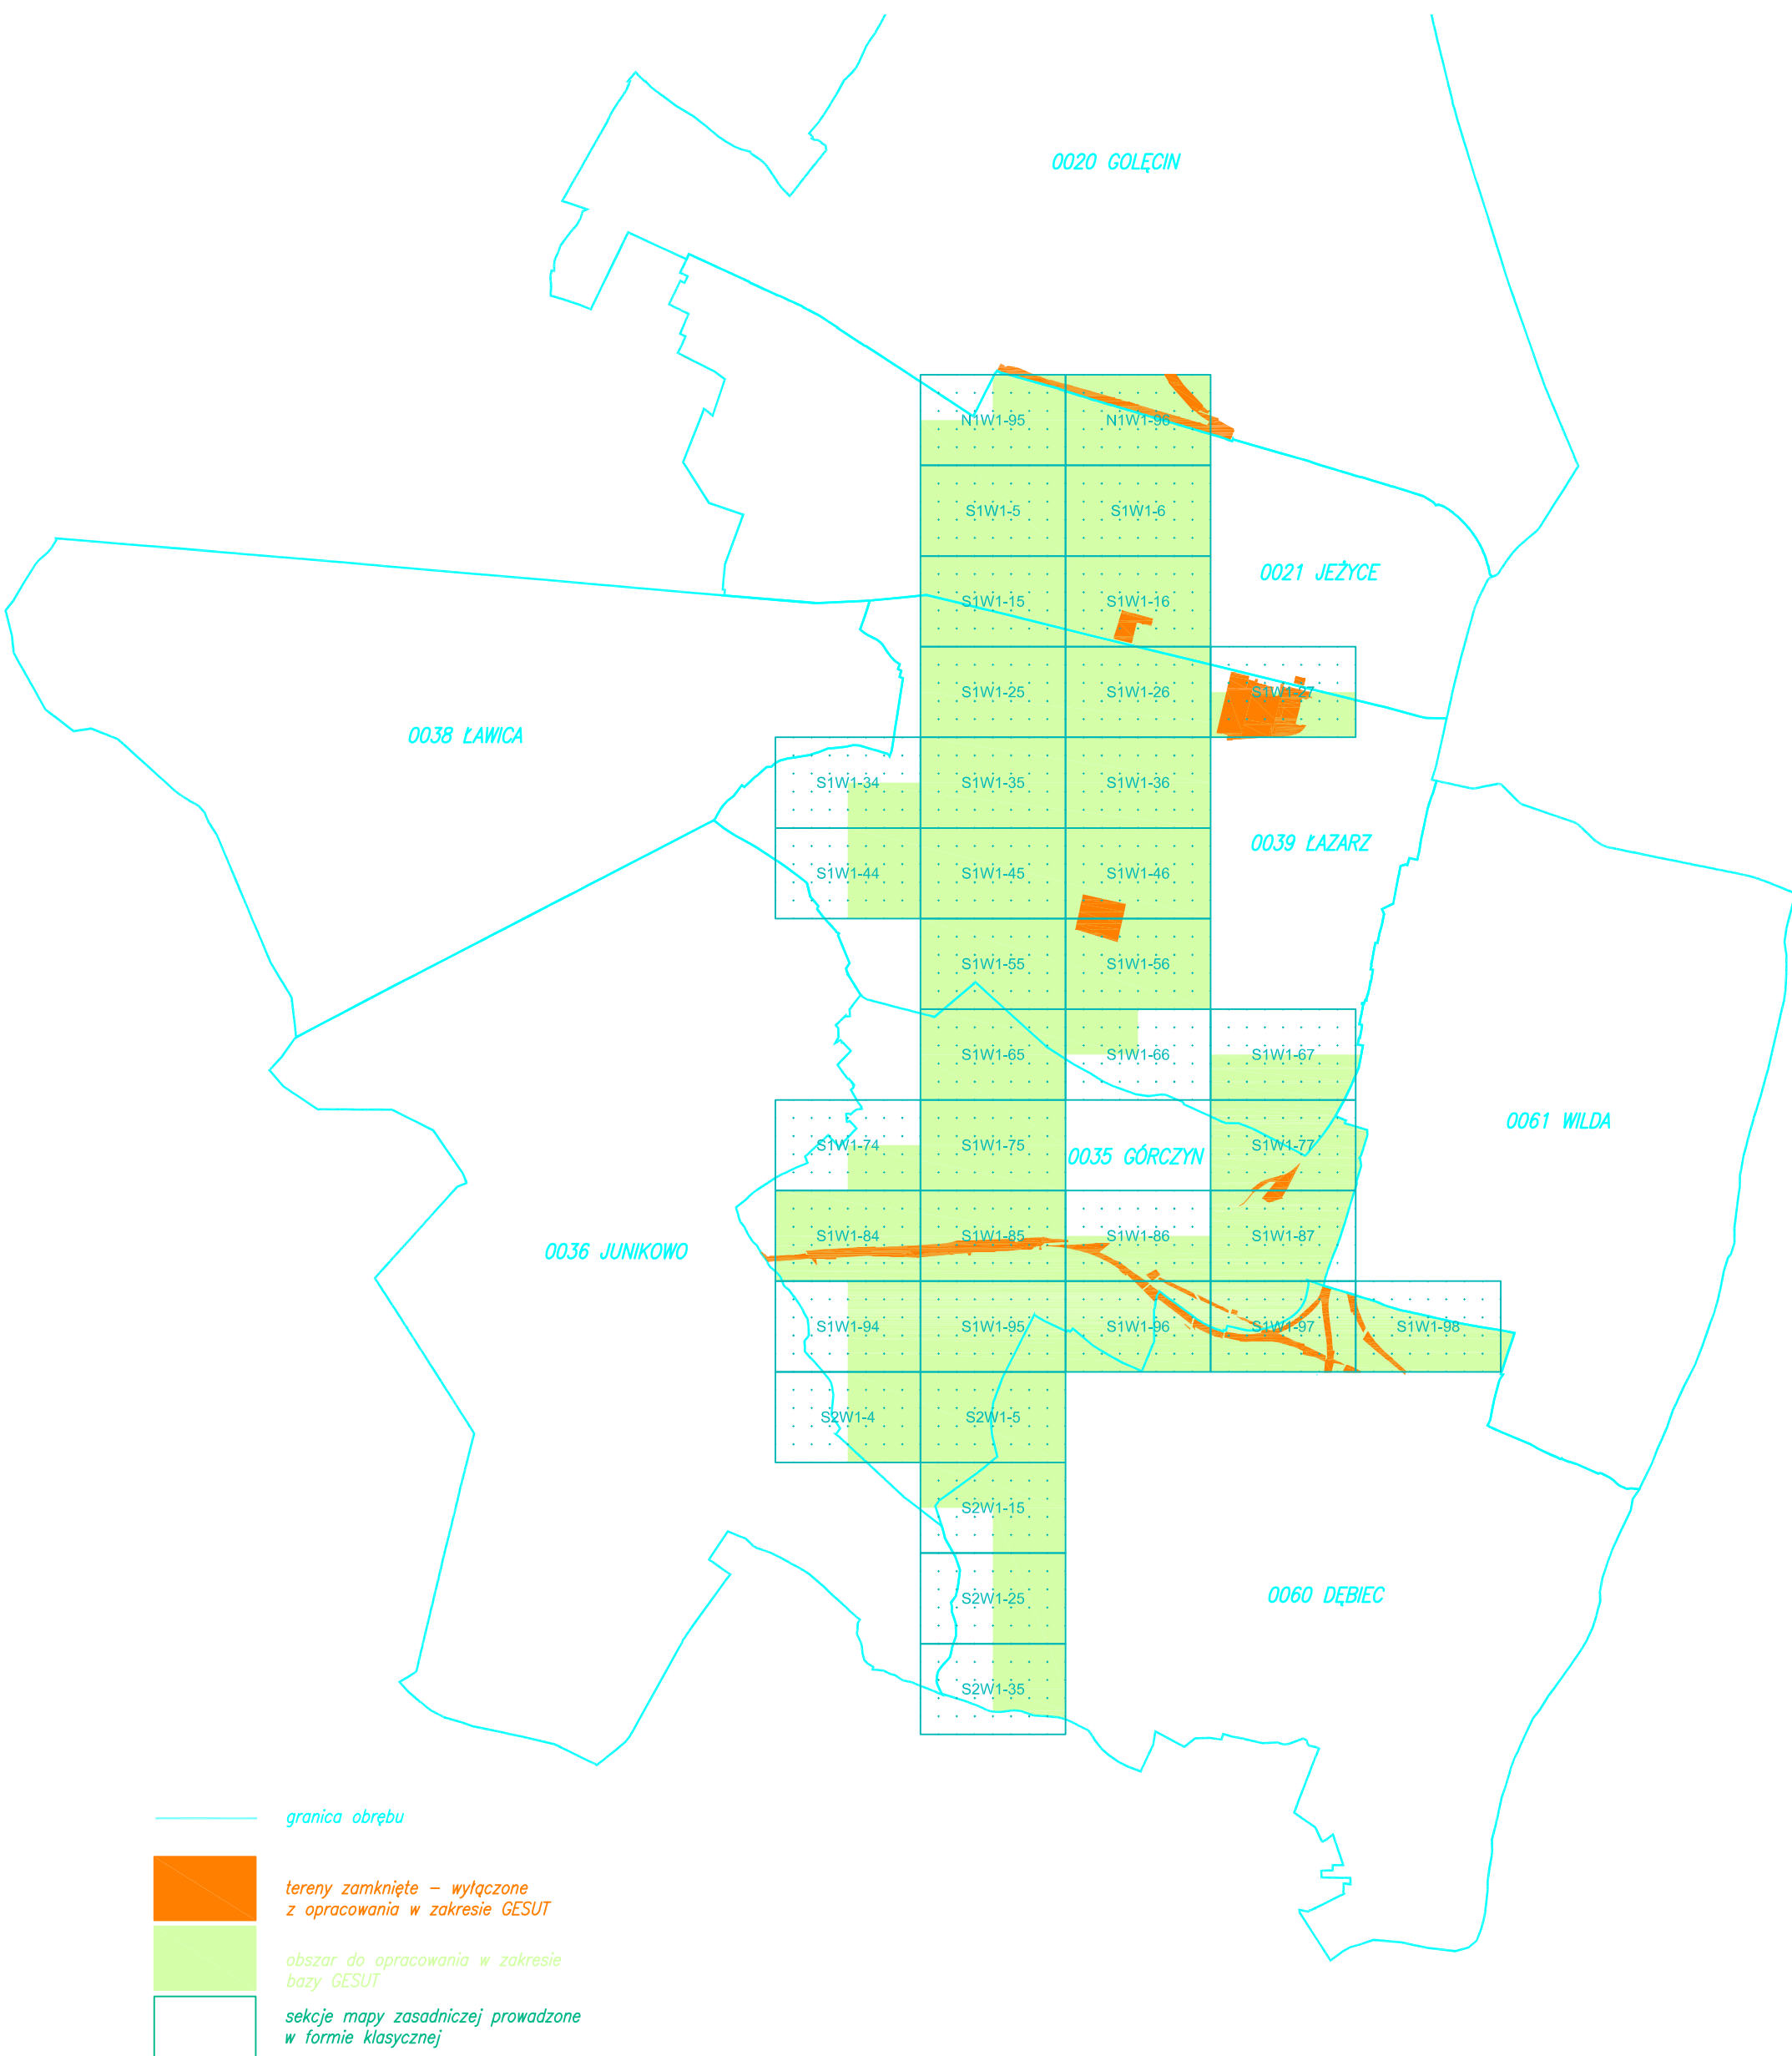 0020 GOLĘCIN
N1W1-95
N1W1-96
S1W1-5
S1W1-6
0021 JEŻYCE
S1W1-15
S1W1-16
S1W1-25
S1W1-26
S1W1-27
0038 ŁAWICA
S1W1-34
S1W1-35
S1W1-36
0039 ŁAZARZ
S1W1-44
S1W1-45
S1W1-46
S1W1-55
S1W1-56
S1W1-65
S1W1-66
S1W1-67
0061 WILDA
S1W1-74
S1W1-75
0035 GÓRCZYN
S1W1-77
0036 JUNIKOWO
S1W1-84
S1W1-85
S1W1-86
S1W1-87
S1W1-94
S1W1-95
S1W1-96
S1W1-97
S1W1-98
S2W1-4
S2W1-5
S2W1-15
S2W1-25
0060 DĘBIEC
S2W1-35
granica obrębu
tereny zamknięte – wyłączone
z opracowania w zakresie GESUT
obszar do opracowania w zakresie
bazy GESUT
sekcje mapy zasadniczej prowadzone
w formie klasycznej